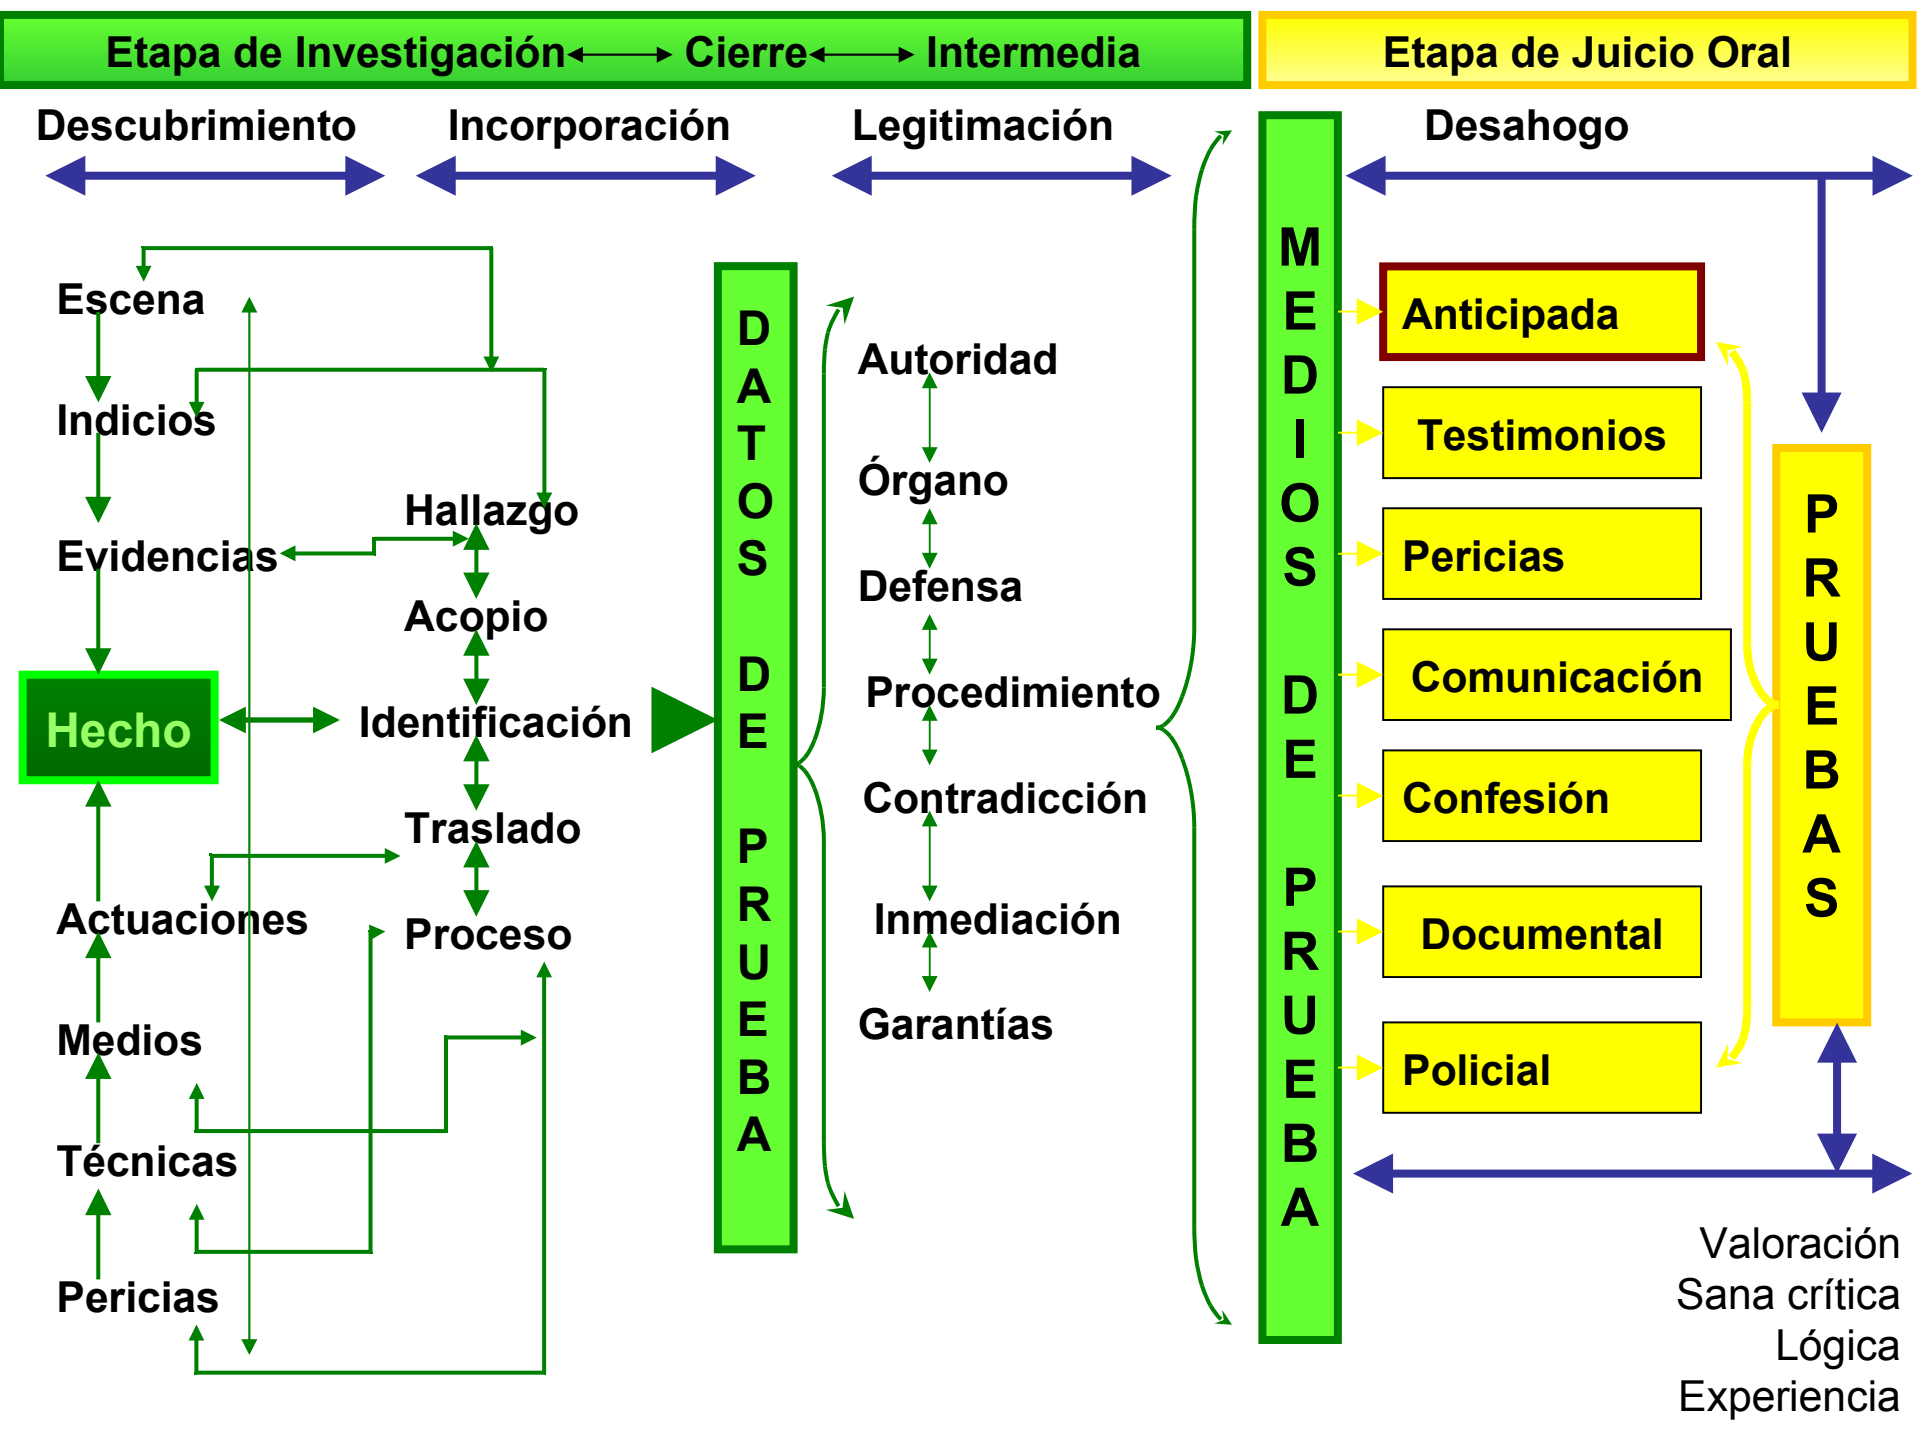 Etapa de Investigación Cierre Intermedia
Etapa de Juicio Oral
Descubrimiento
Incorporación
Legitimación
Desahogo
Escena
Indicios
Evidencias
Hecho
Actuaciones
Medios
Técnicas
Pericias
Hallazgo
Acopio
Identificación
Traslado
Proceso
DATOS DE PRUEBA
Autoridad
Órgano
Defensa
Procedimiento
Contradicción
Inmediación
Garantías
MEDIOS DE PRUEBA
Anticipada
Testimonios
Pericias
Comunicación
Confesión
Documental
Policial
PRUEBAS
Valoración
Sana crítica
Lógica
Experiencia